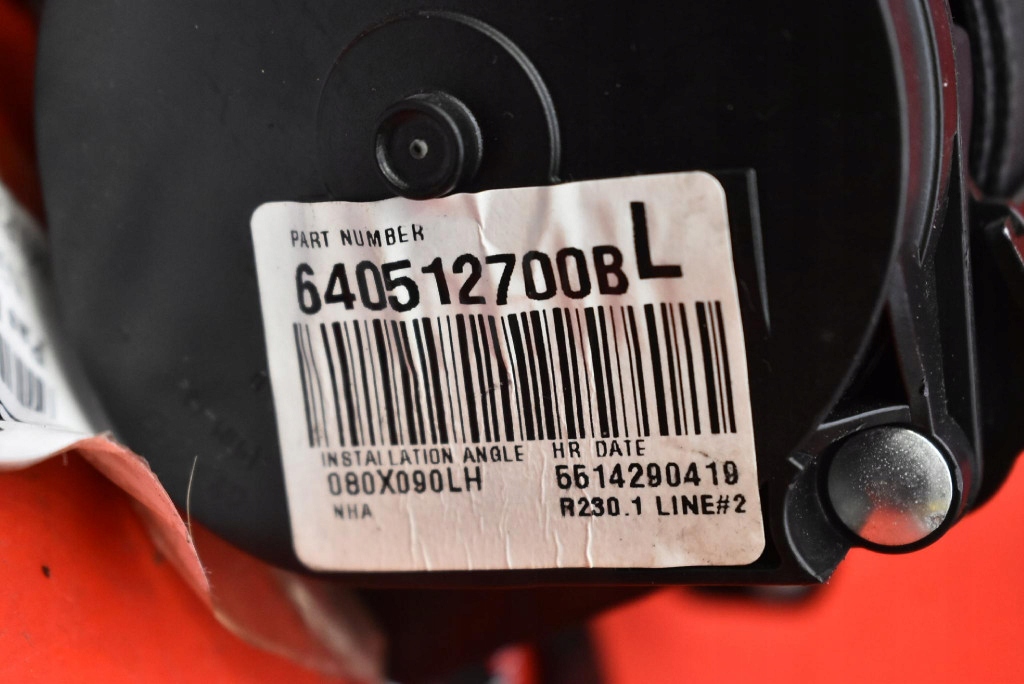 PART NUMBER
640512700B L
INSTALLATION ANGLE HR DATE
080X090LH 5514290419
NHA R230.1 LINE#2